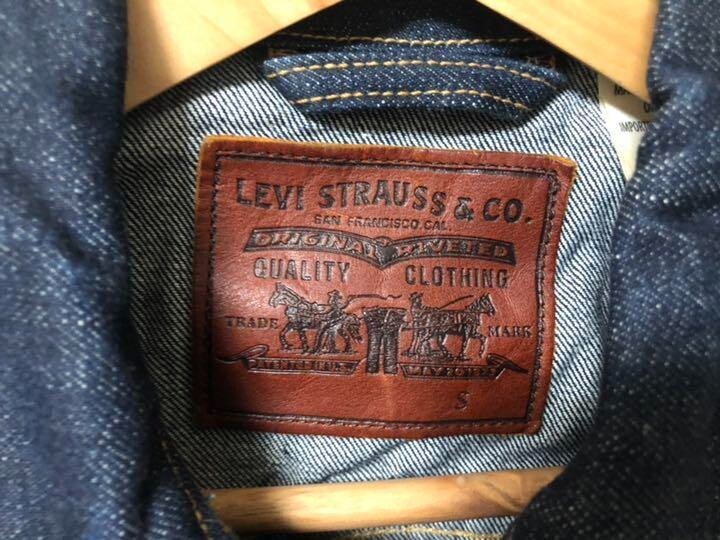 LEVI STRAUSS & CO.
SAN FRANCISCO CAL.
ORIGINAL RIVETED
QUALITY CLOTHING
TRADE MARK
S